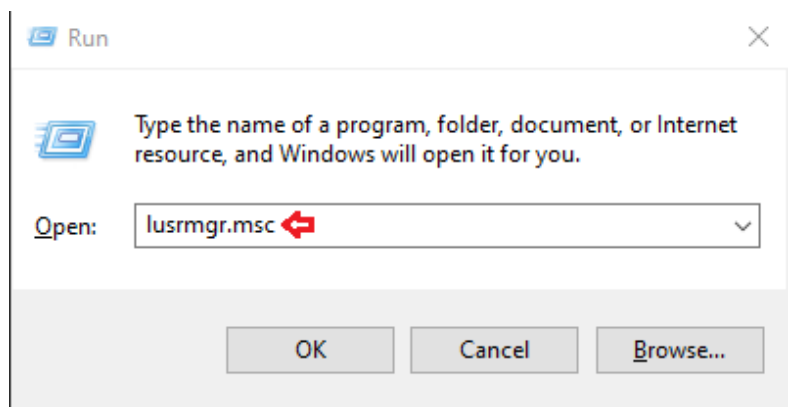 Run
Type the name of a program, folder, document, or Internet
resource, and Windows will open it for you.
Open: lusrmgr.msc
OK Cancel Browse...